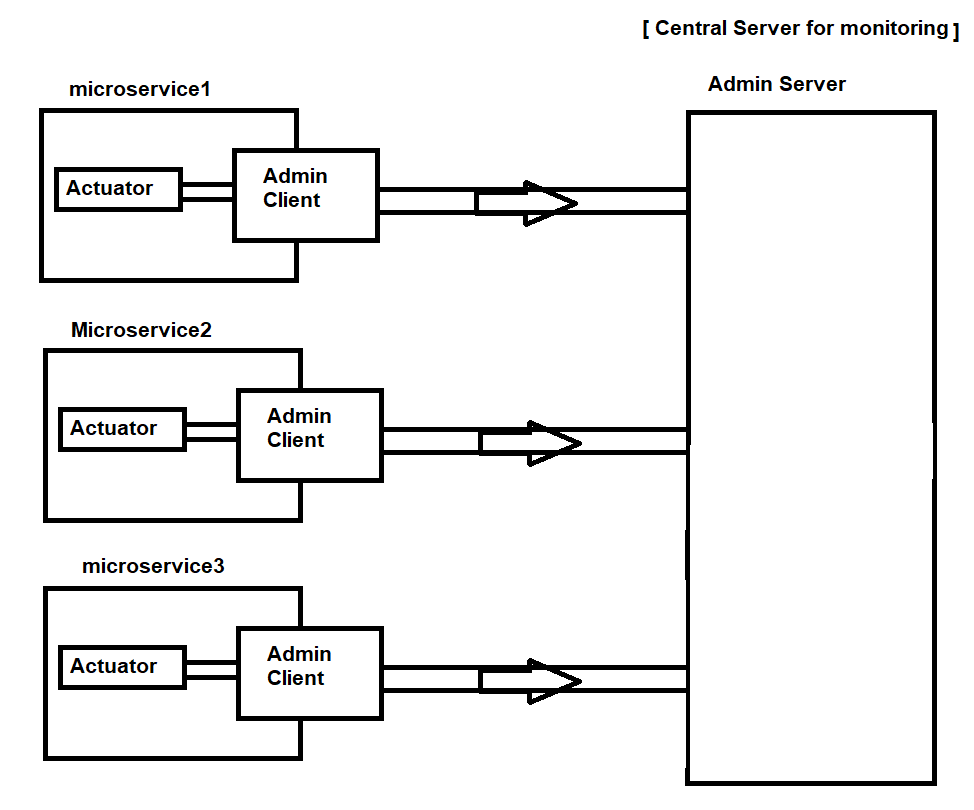 [ Central Server for monitoring ]
Admin Server
microservice1
Actuator
Admin
Client
Microservice2
Actuator
Admin
Client
microservice3
Actuator
Admin
Client